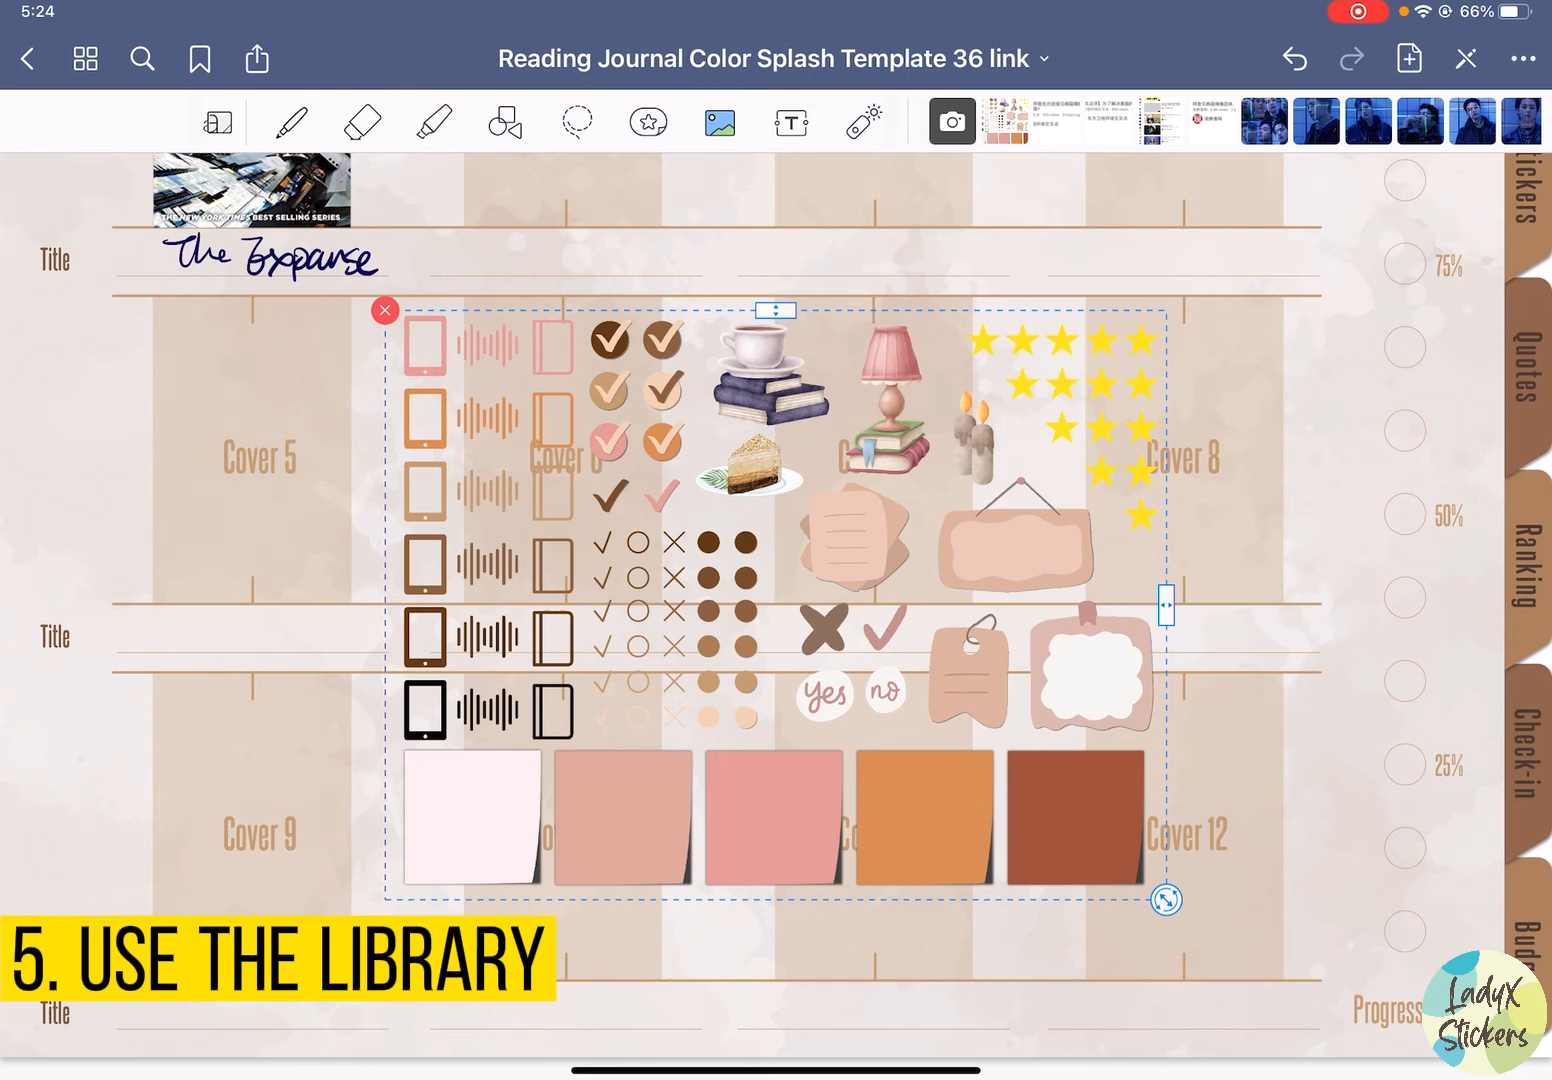 5:24
66%
Reading Journal Color Splash Template 36 link
THE NEW YORK TIMES BEST SELLING SERIES
Title
The Expanse
75%
Stickers
Quotes
Cover 5
Cover 8
50%
Ranking
Title
yes
no
25%
Check-in
Cover 9
Cover 12
5. USE THE LIBRARY
Title
Progress
LadyX
Stickers